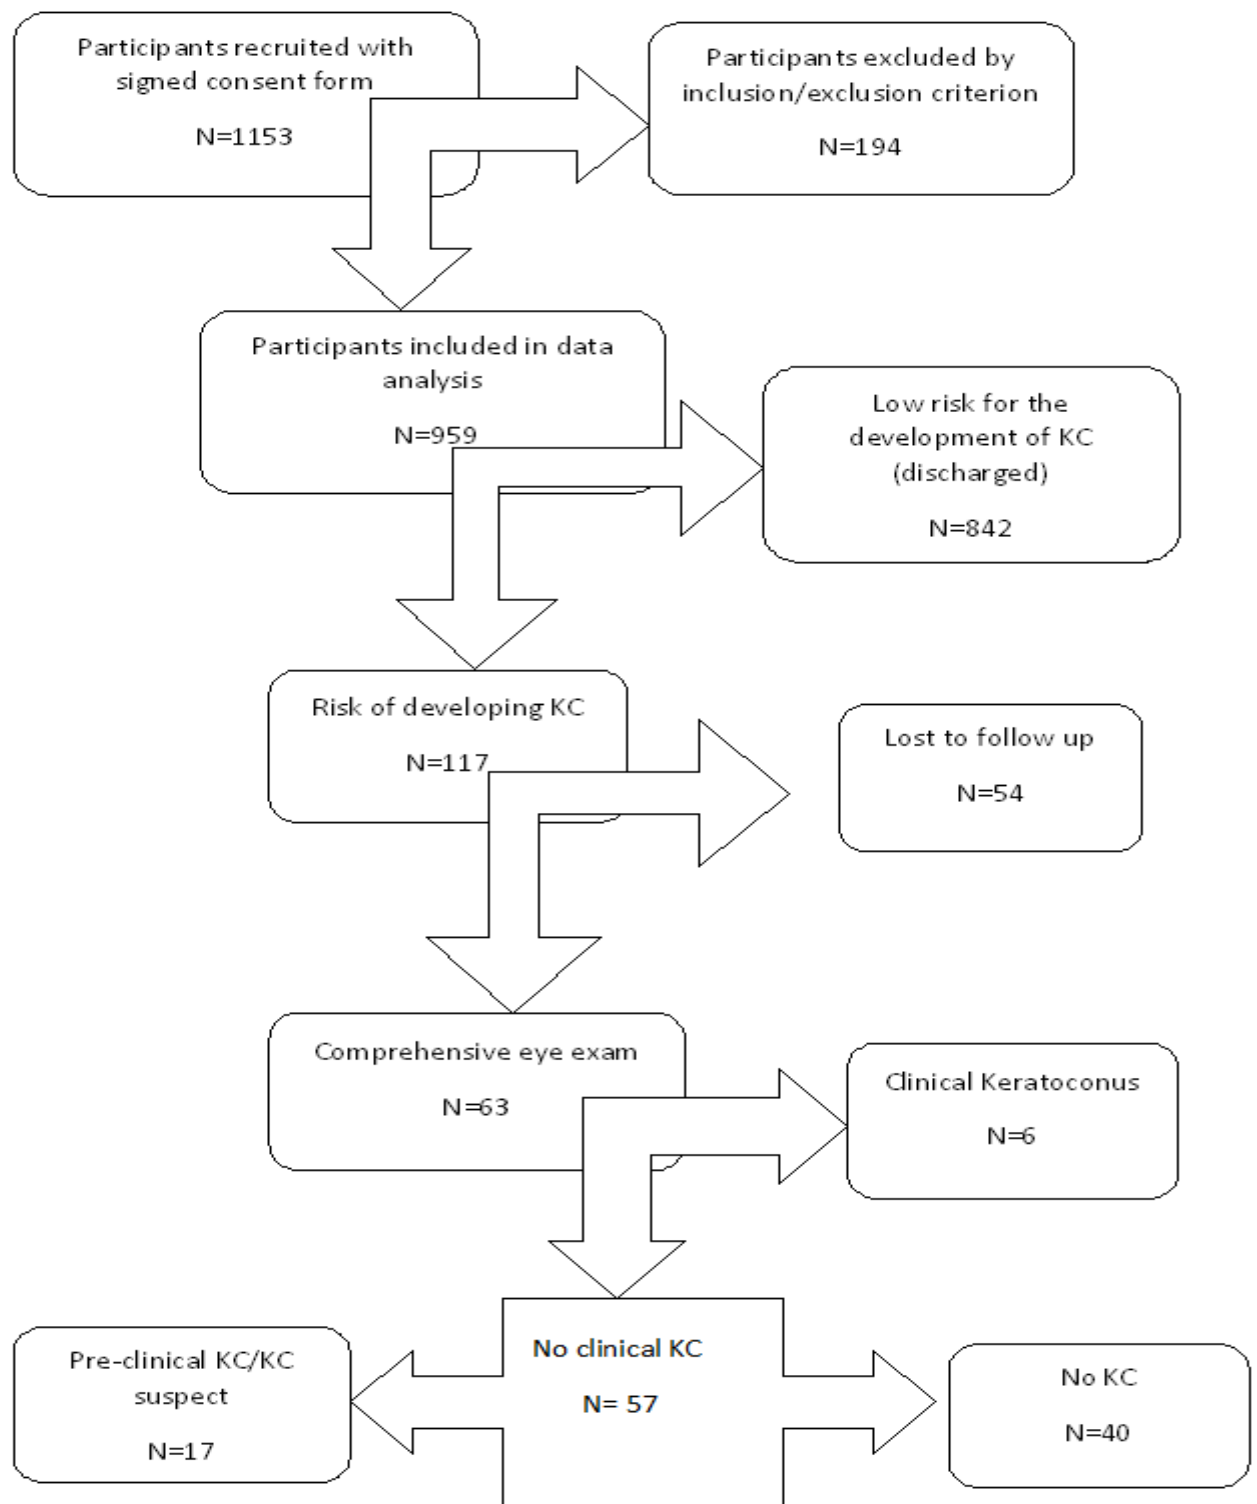 Participants recruited with
signed consent form
N=1153
Participants excluded by
inclusion/exclusion criterion
N=194
Participants included in data
analysis
N=959
Low risk for the
development of KC
(discharged)
N=842
Risk of developing KC
N=117
Lost to follow up
N=54
Comprehensive eye exam
N=63
Clinical Keratoconus
N=6
No clinical KC
N= 57
Pre-clinical KC/KC
suspect
N=17
No KC
N=40